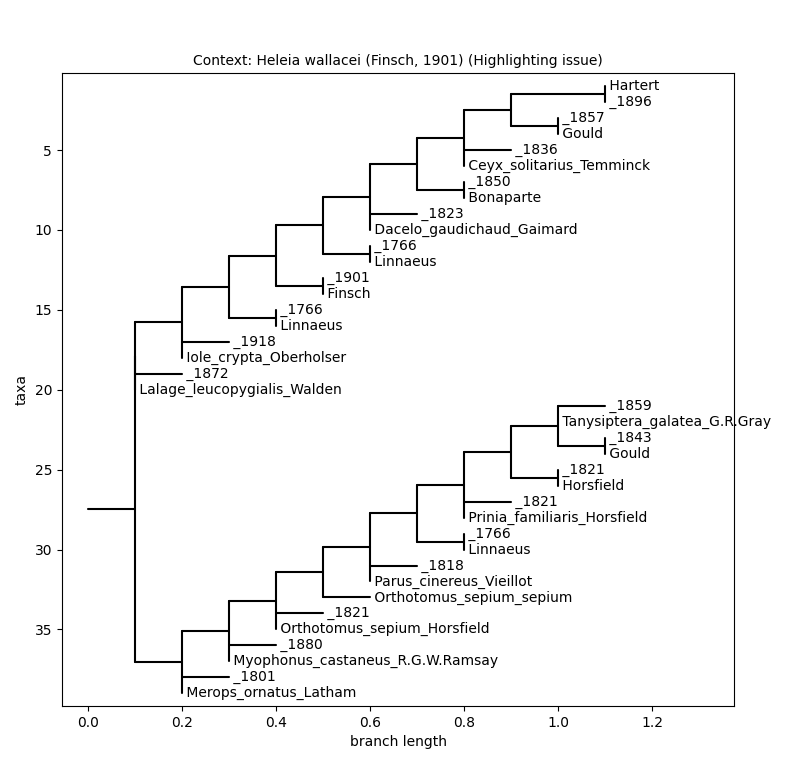 Context: Heleia wallacei (Finsch, 1901) (Highlighting issue)
Hartert
_1896
_1857
Gould
_1836
Ceyx_solitarius_Temminck
_1850
Bonaparte
_1823
Dacelo_gaudichaud_Gaimard
_1766
Linnaeus
_1901
Finsch
_1766
Linnaeus
_1918
Iole_crypta_Oberholser
_1872
Lalage_leucopygialis_Walden
_1859
Tanysiptera_galatea_G.R.Gray
_1843
Gould
_1821
Horsfield
_1821
Prinia_familiaris_Horsfield
_1766
Linnaeus
_1818
Parus_cinereus_Vieillot
Orthotomus_sepium_sepium
_1821
Orthotomus_sepium_Horsfield
_1880
Myophonus_castaneus_R.G.W.Ramsay
_1801
Merops_ornatus_Latham
5
10
15
20
25
30
35
taxa
0.0 0.2 0.4 0.6 0.8 1.0 1.2
branch length